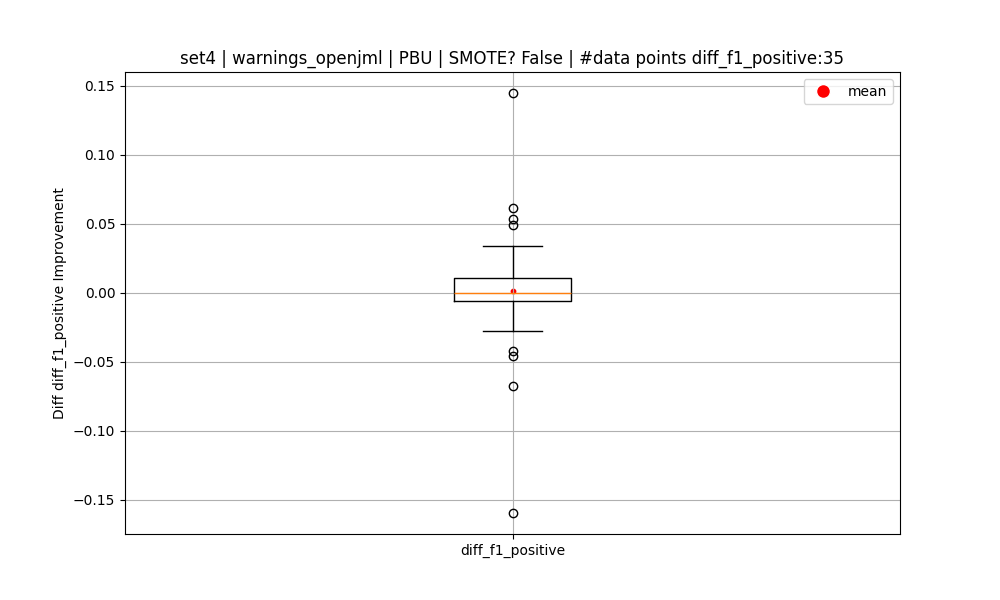 set4 | warnings_openjml | PBU | SMOTE? False | #data points diff_f1_positive:35
mean
0.15
0.10
0.05
0.00
−0.05
−0.10
−0.15
Diff diff_f1_positive Improvement
diff_f1_positive